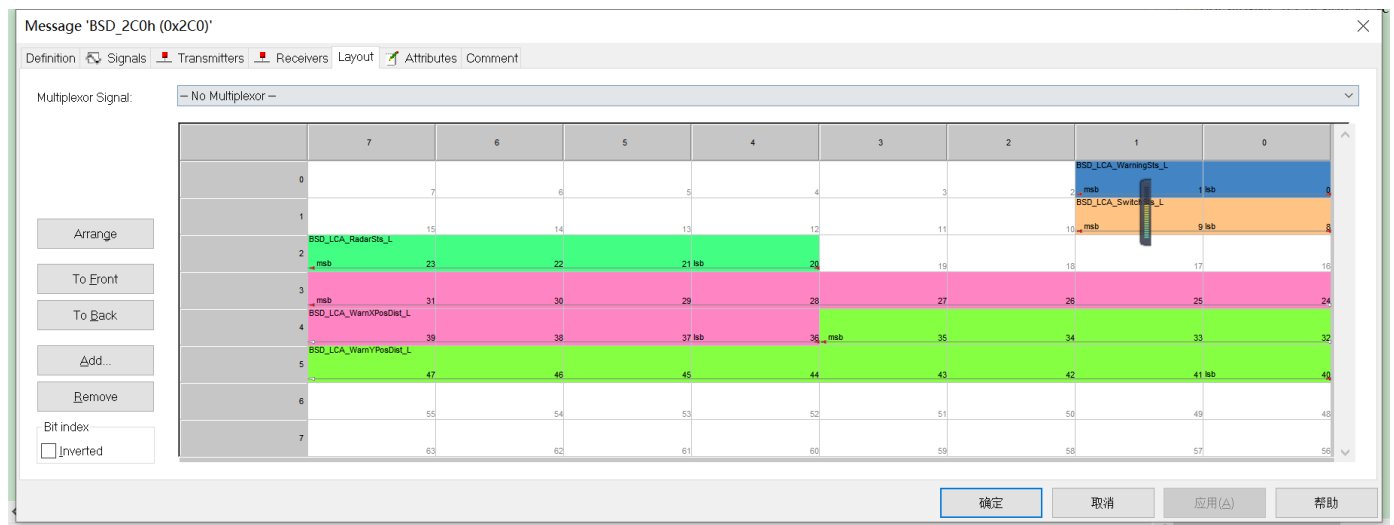 Message 'BSD_2C0h (0x2C0)'
Definition Signals Transmitters Receivers Layout Attributes Comment
Multiplexor Signal: -- No Multiplexor --
7 6 5 4 3 2 1 0
BSD_LCA_WarningSts_L
0 7 6 5 4 3 2 msb 1 lsb 0
BSD_LCA_Switch s_L
1 15 14 13 12 11 10 msb 9 lsb 8
Arrange
BSD_LCA_RadarSts_L
2 msb 23 22 21 lsb 20 19 18 17 16
To Front
3 msb 31 30 29 28 27 26 25 24
To Back
BSD_LCA_WarnXPosDist_L
4 39 38 37 lsb 36 msb 35 34 33 32
Add...
BSD_LCA_WarnYPosDist_L
5 47 46 45 44 43 42 41 lsb 40
Remove
6 55 54 53 52 51 50 49 48
Bit index
Inverted
7 63 62 61 60 59 58 57 56
确定 取消 应用(A) 帮助